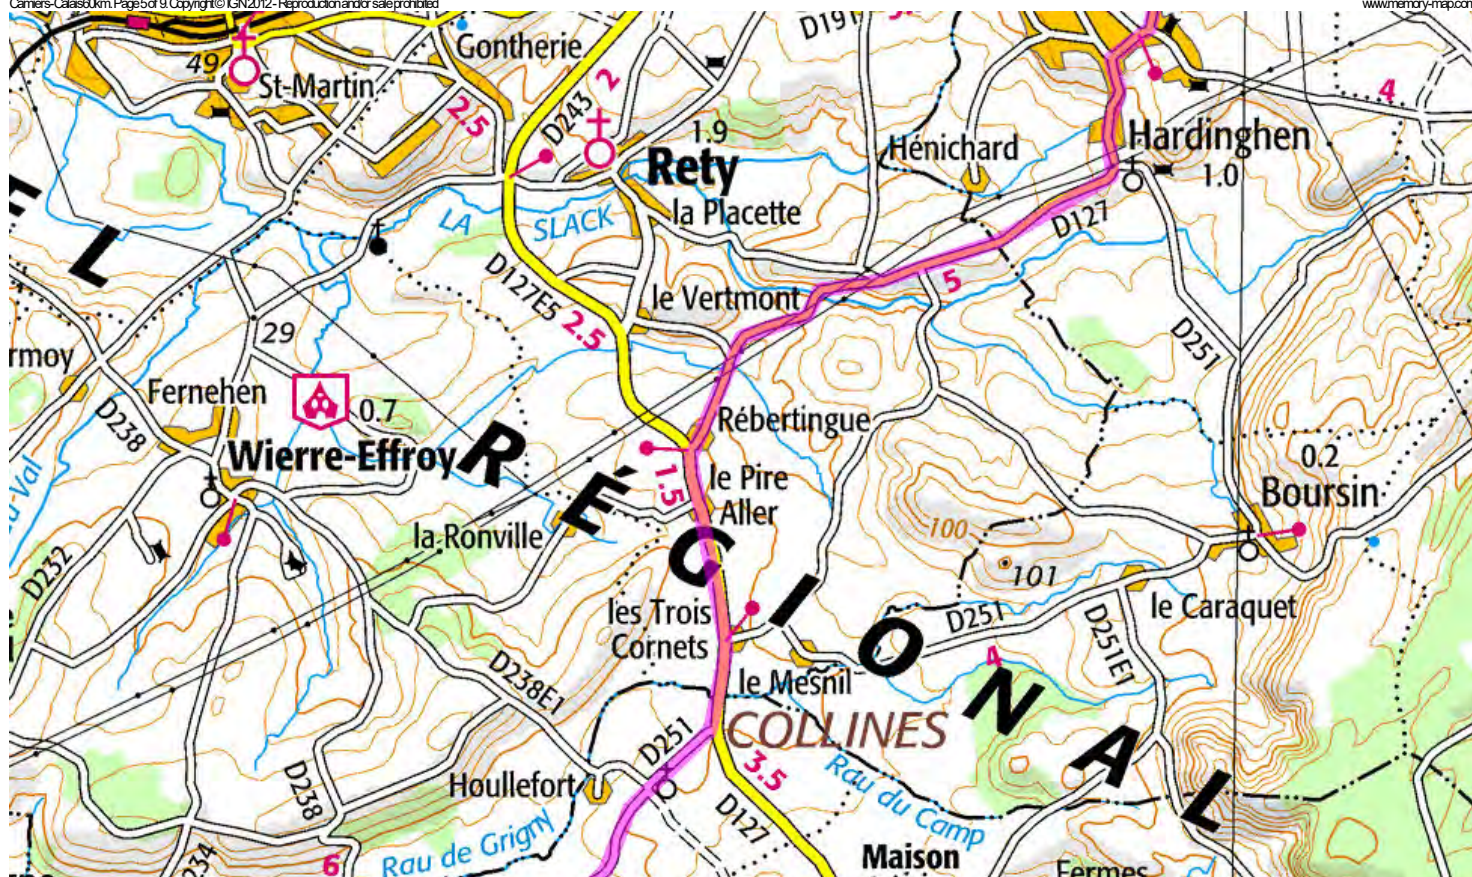 Camiers-Calais60km. Page 5 of 9. Copyright © IGN 2012 - Reproduction and/or sale prohibited
www.memory-map.com
Gontherie
D191
49
St-Martin
2
4
2.5
D243
1.9
Hardinghen
Hénichard
Rety
1.0
la Placette
LA
SLACK
D127
E L
D127E5
5
le Vertmont
29
2.5
D251
rmoy
Fernehen
0.7
D238
Rébertingue
Wierre-Effroy
R É G I O N A L
0.2
u Val
1.5
le Pire
Aller
Boursin
la Ronville
100
101
D232
les Trois
Cornets
D251
le Caraquet
D251E1
4
D238E1
le Mesnil
COLLINES
D251
3.5
Houllefort
Rau du Camp
D238
D127
Rau de Grigny
234
6
Maison
Fermes